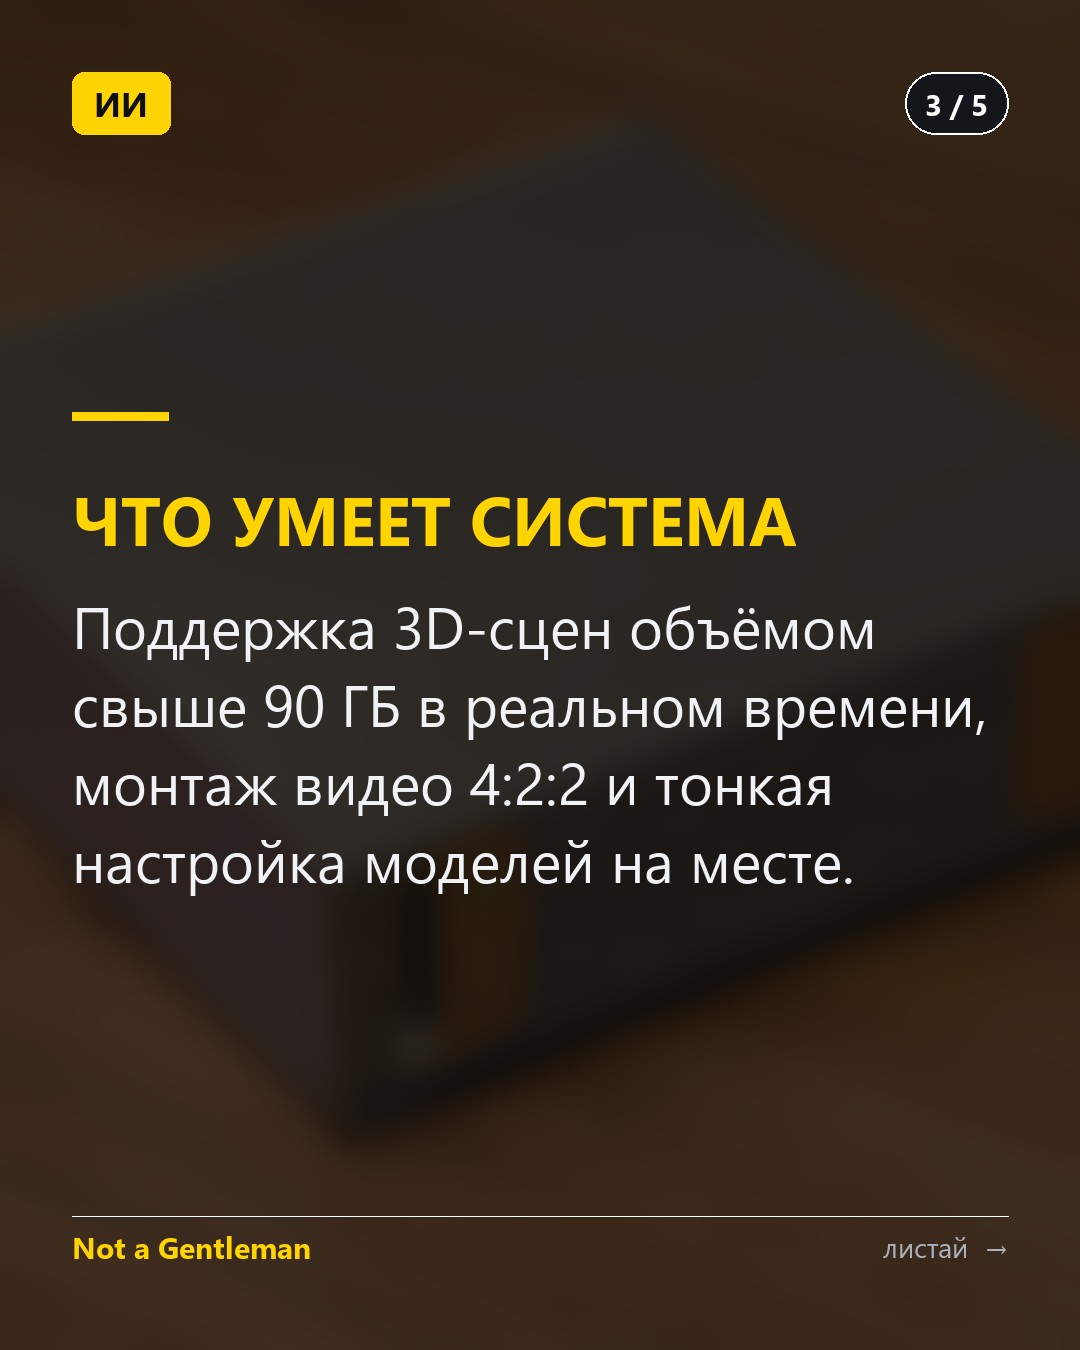 ИИ
3 / 5
ЧТО УМЕЕТ СИСТЕМА
Поддержка 3D-сцен объёмом
свыше 90 ГБ в реальном времени,
монтаж видео 4:2:2 и тонкая
настройка моделей на месте.
Not a Gentleman
листай →